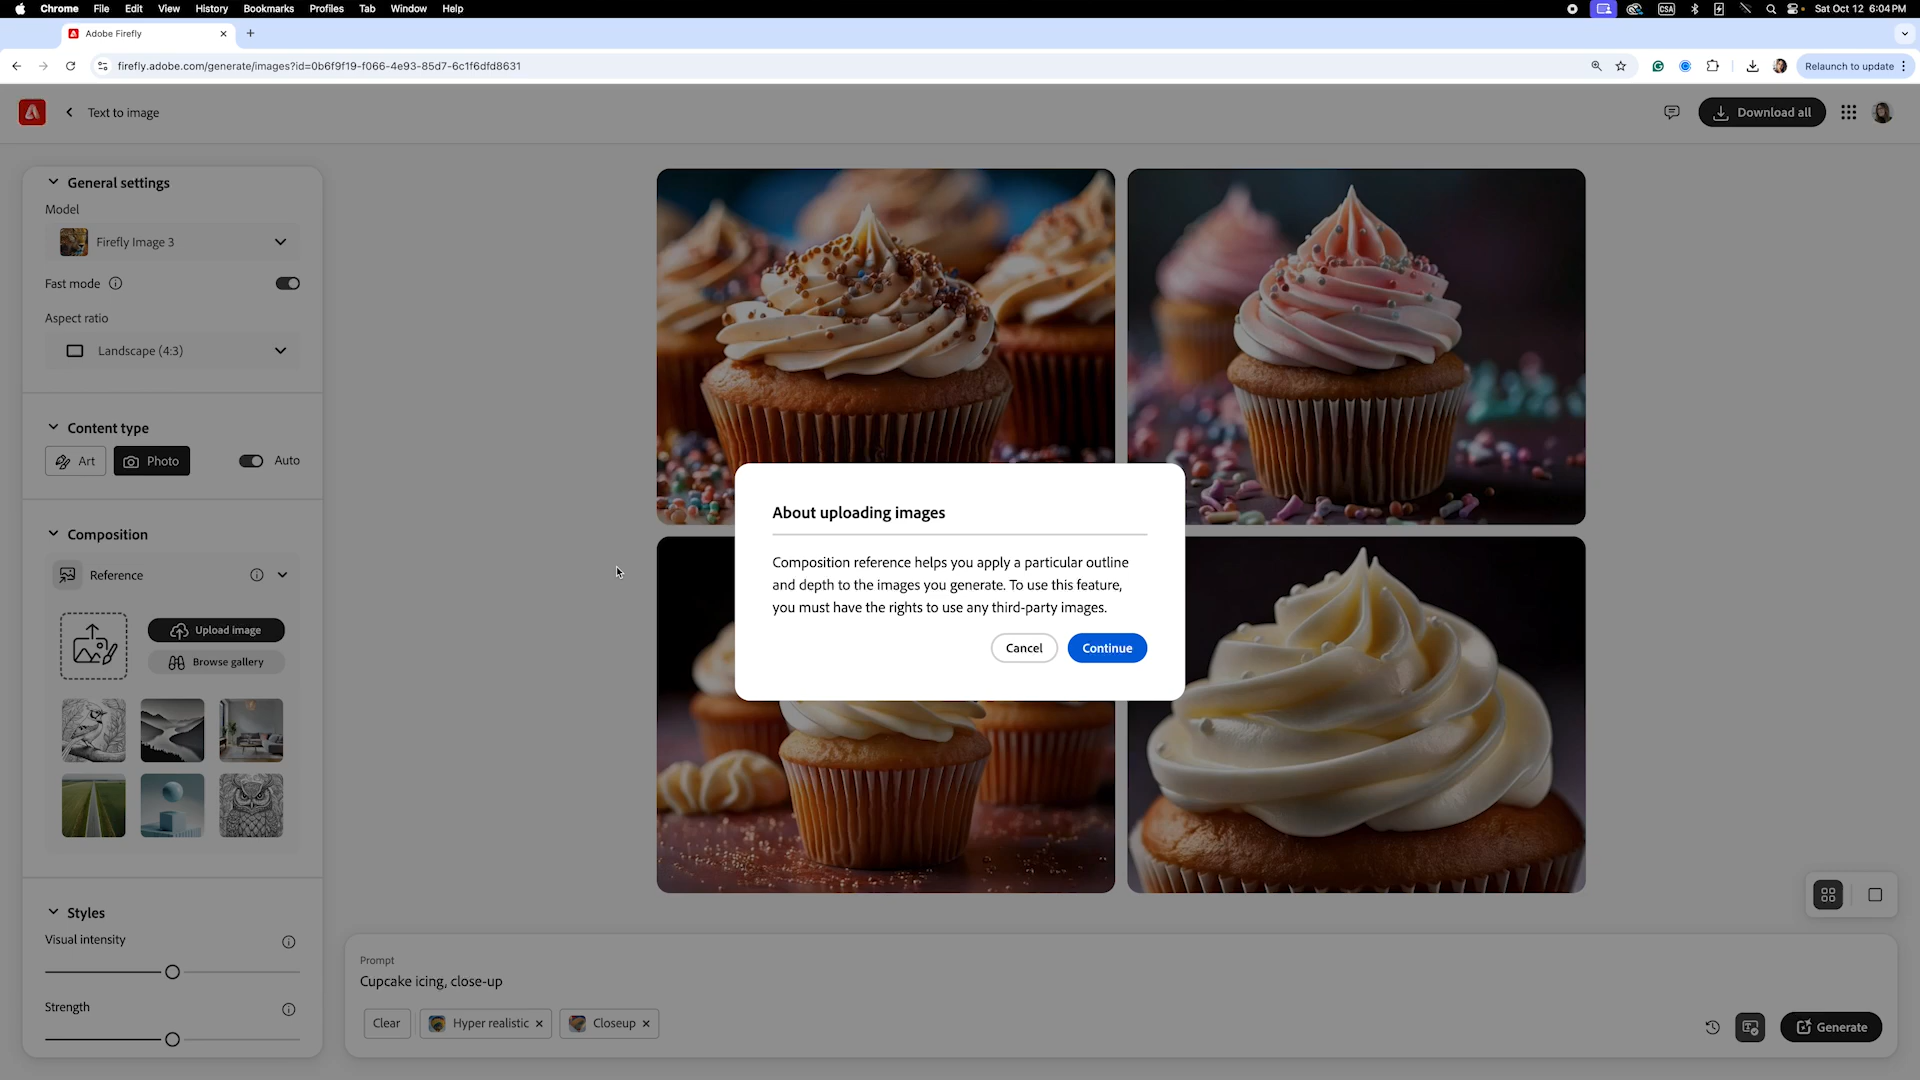 Chrome File Edit View History Bookmarks Profiles Tab Window Help
CSA
Sat Oct 12 6:04 PM
Adobe Firefly
firefly.adobe.com/generate/images?id=0b6f9f19-f066-4e93-85d7-6c1f6dfd8631
Relaunch to update
Text to image
Download all
General settings
Model
Firefly Image 3
Fast mode
Aspect ratio
Landscape (4:3)
Content type
Art
Photo
Auto
Composition
Reference
Upload image
Browse gallery
Styles
Visual intensity
Strength
About uploading images
Composition reference helps you apply a particular outline
and depth to the images you generate. To use this feature,
you must have the rights to use any third-party images.
Cancel
Continue
Prompt
Cupcake icing, close-up
Clear
Hyper realistic
Closeup
Generate